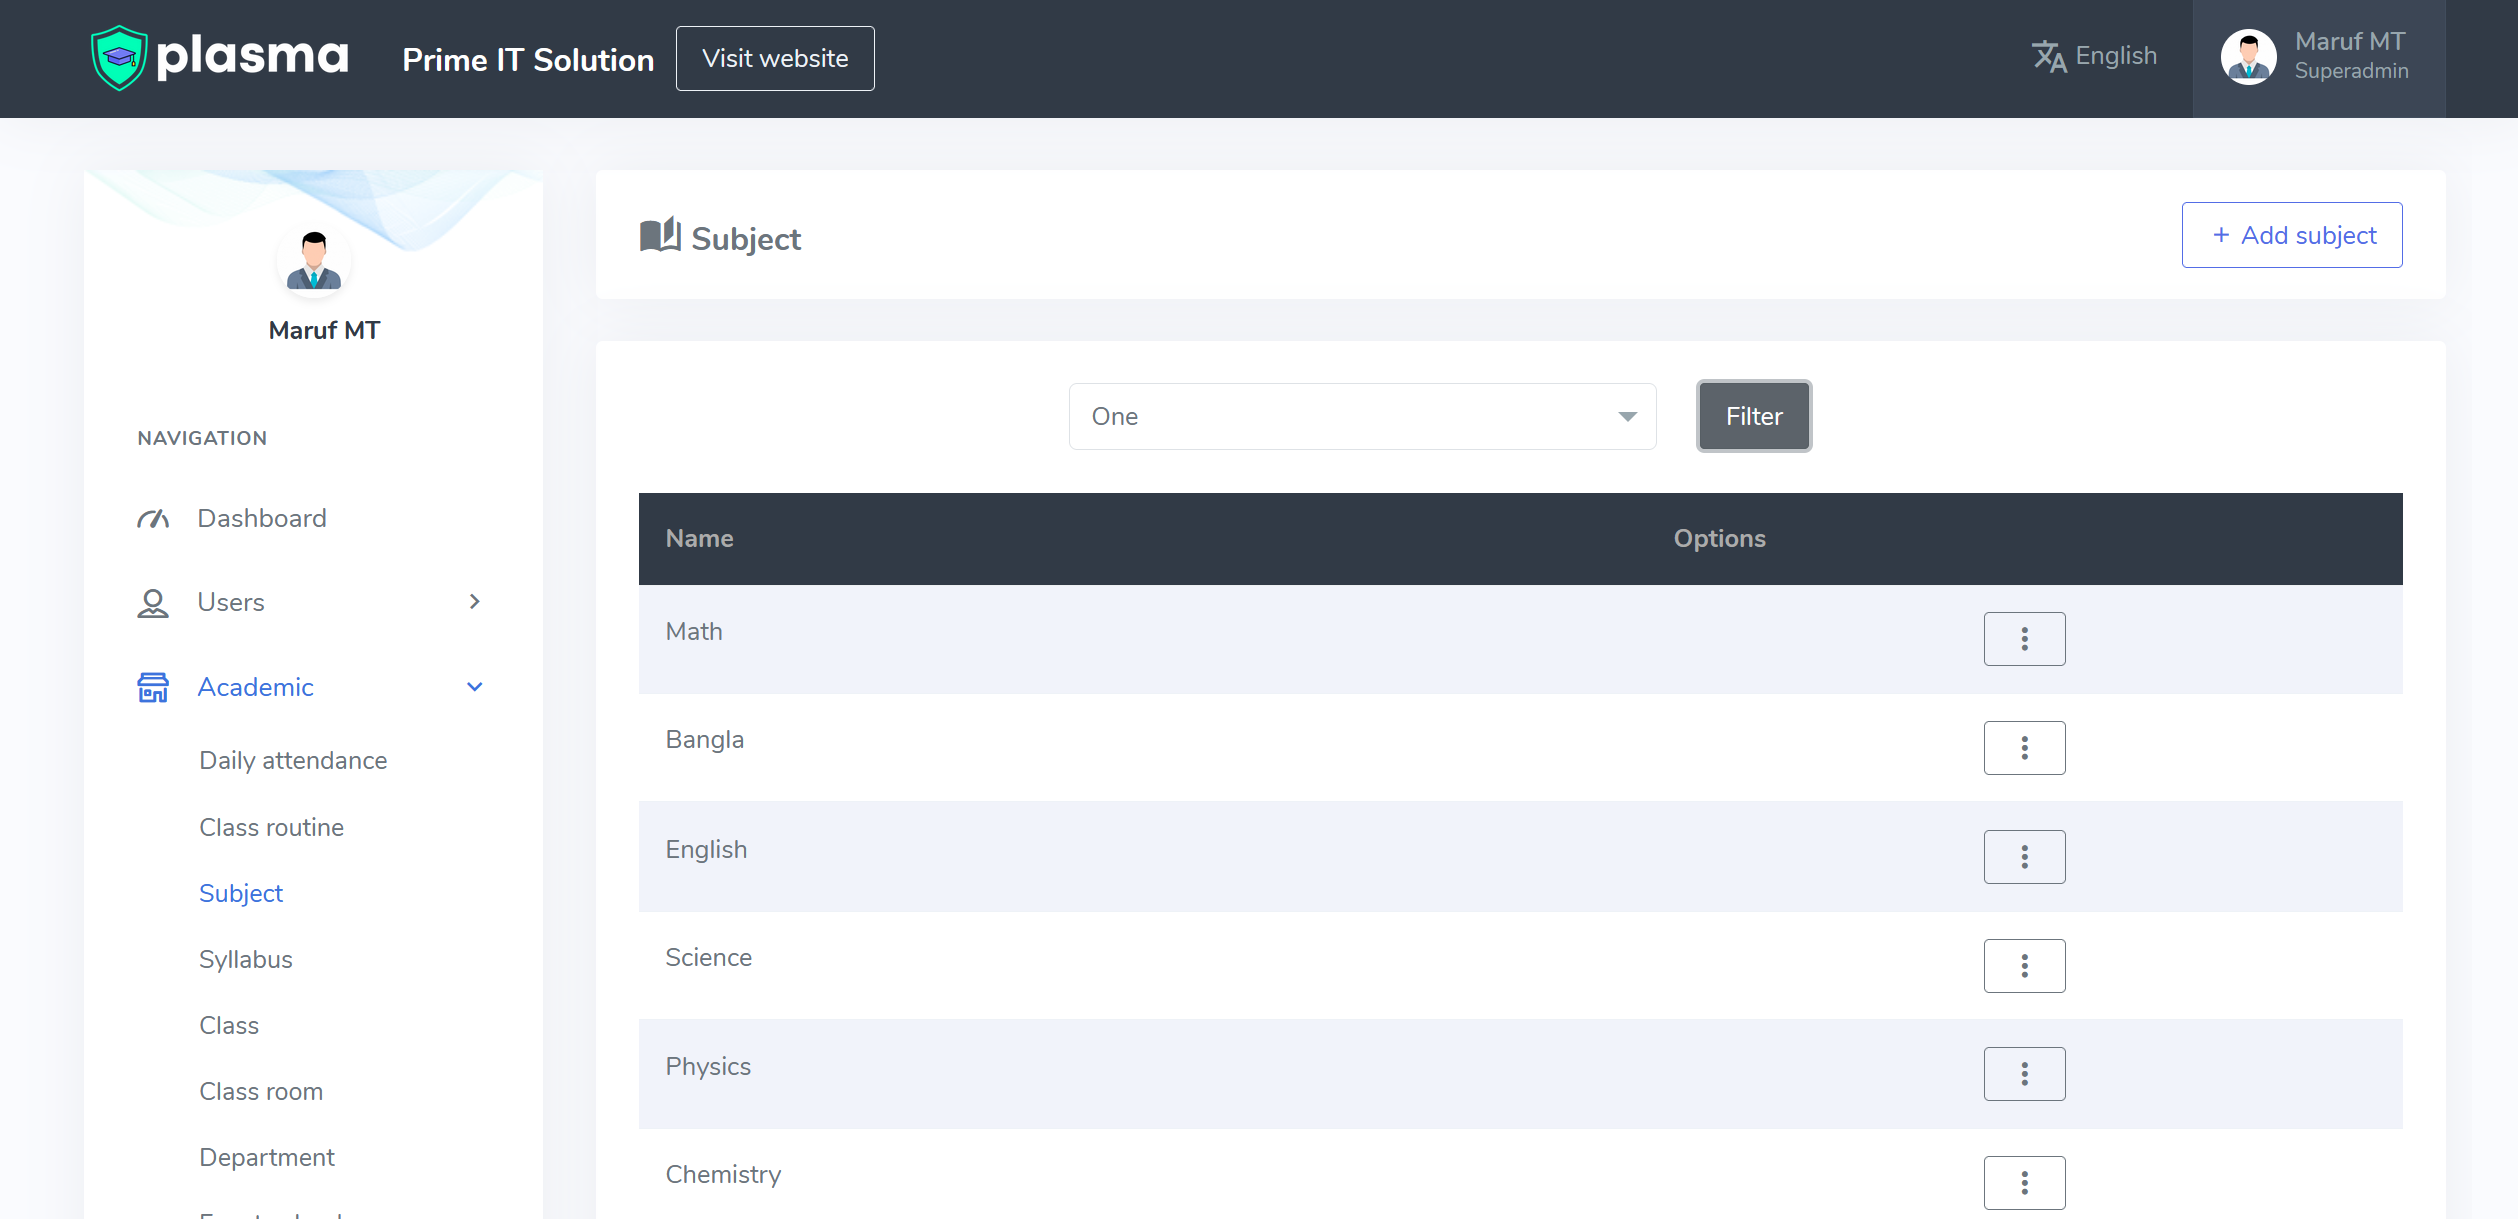 plasma
Prime IT Solution
Visit website
English
Maruf MT
Superadmin
Maruf MT
NAVIGATION
Dashboard
Users
Academic
Daily attendance
Class routine
Subject
Syllabus
Class
Class room
Department
Subject
+ Add subject
One
Filter
Name Options
Math
Bangla
English
Science
Physics
Chemistry